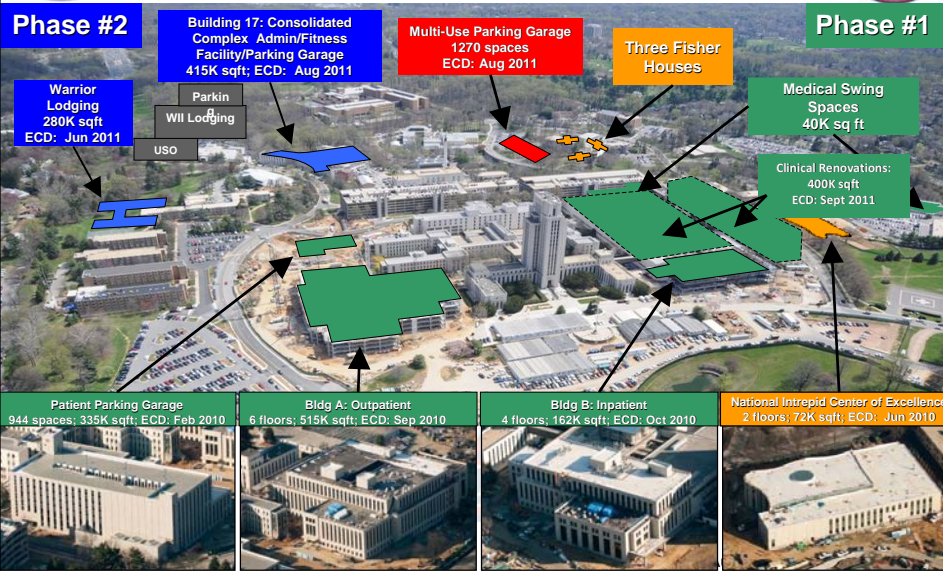 Phase #2
Building 17: Consolidated
Complex Admin/Fitness
Facility/Parking Garage
415K sqft; ECD: Aug 2011
Multi-Use Parking Garage
1270 spaces
ECD: Aug 2011
Three Fisher
Houses
Phase #1
Warrior
Lodging
280K sqft
ECD: Jun 2011
Parkin
g
WII Lodging
USO
Medical Swing
Spaces
40K sq ft
Clinical Renovations:
400K sqft
ECD: Sept 2011
Patient Parking Garage
944 spaces; 335K sqft; ECD: Feb 2010
Bldg A: Outpatient
6 floors; 515K sqft; ECD: Sep 2010
Bldg B: Inpatient
4 floors; 162K sqft; ECD: Oct 2010
National Intrepid Center of Excellence
2 floors; 72K sqft; ECD: Jun 2010